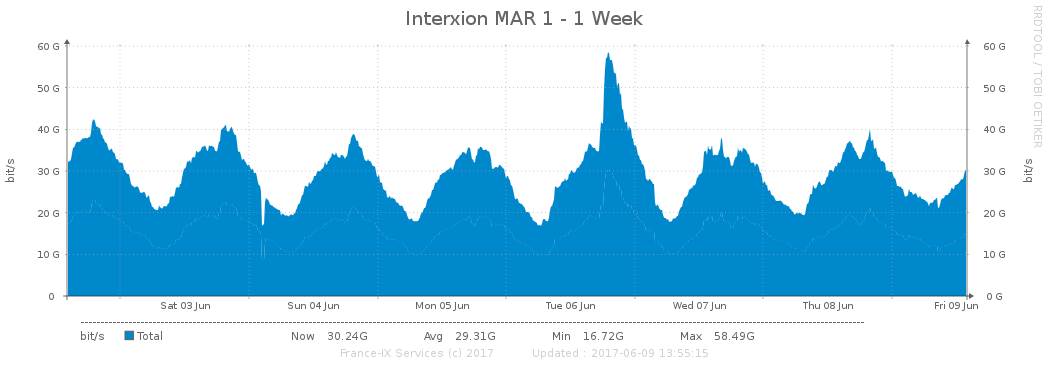 Interxion MAR 1 - 1 Week
RRDTOOL / TOBI OETIKER
60 G 60 G
50 G 50 G
40 G 40 G
30 G 30 G
20 G 20 G
10 G 10 G
0 0 G
bit/s bit/s
Sat 03 Jun Sun 04 Jun Mon 05 Jun Tue 06 Jun Wed 07 Jun Thu 08 Jun Fri 09 Jun
bit/s Total Now 30.24G Avg 29.31G Min 16.72G Max 58.49G
France-IX Services (c) 2017 Updated : 2017-06-09 13:55:15